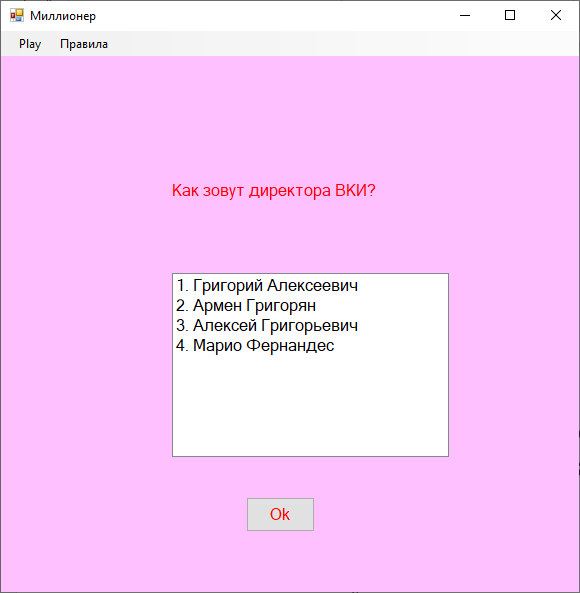 Миллионер
Play Правила
Как зовут директора ВКИ?
1. Григорий Алексеевич
2. Армен Григорян
3. Алексей Григорьевич
4. Марио Фернандес
Ok